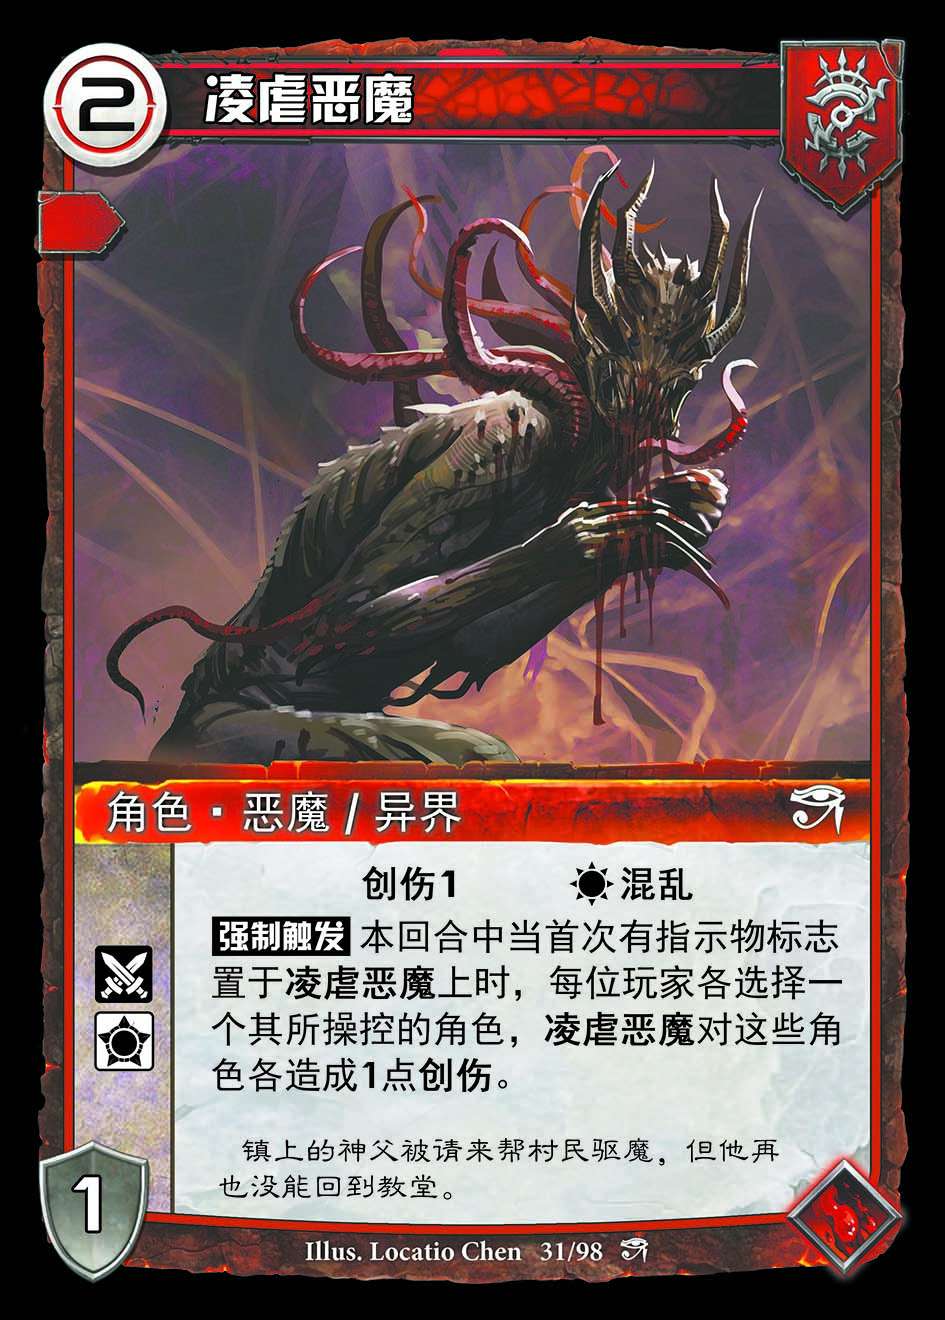 2
凌虐恶魔
角色·恶魔/异界
创伤1 混乱
强制触发 本回合中当首次有指示物标志
置于凌虐恶魔上时，每位玩家各选择一
个其所操控的角色，凌虐恶魔对这些角
色各造成1点创伤。
镇上的神父被请来帮村民驱魔，但他再
也没能回到教堂。
1
Illus. Locatio Chen 31/98